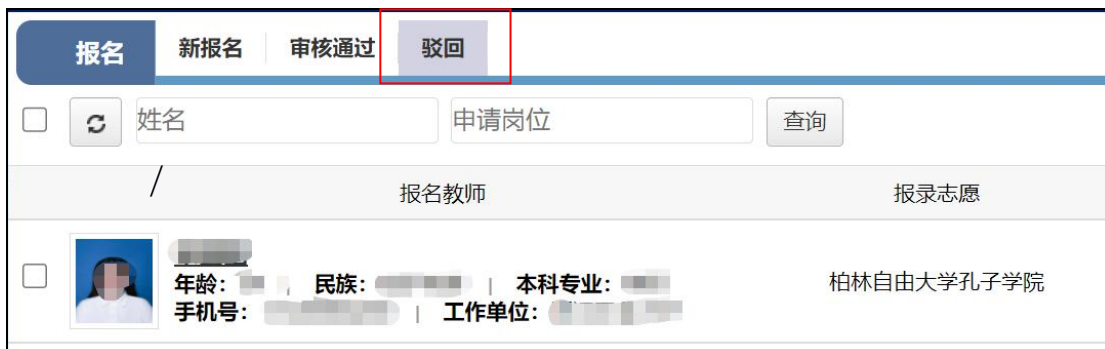 报名 新报名 审核通过 驳回
姓名 申请岗位 查询
/ 报名教师 报录志愿
年龄: 民族: | 本科专业:
柏林自由大学孔子学院
手机号: | 工作单位: